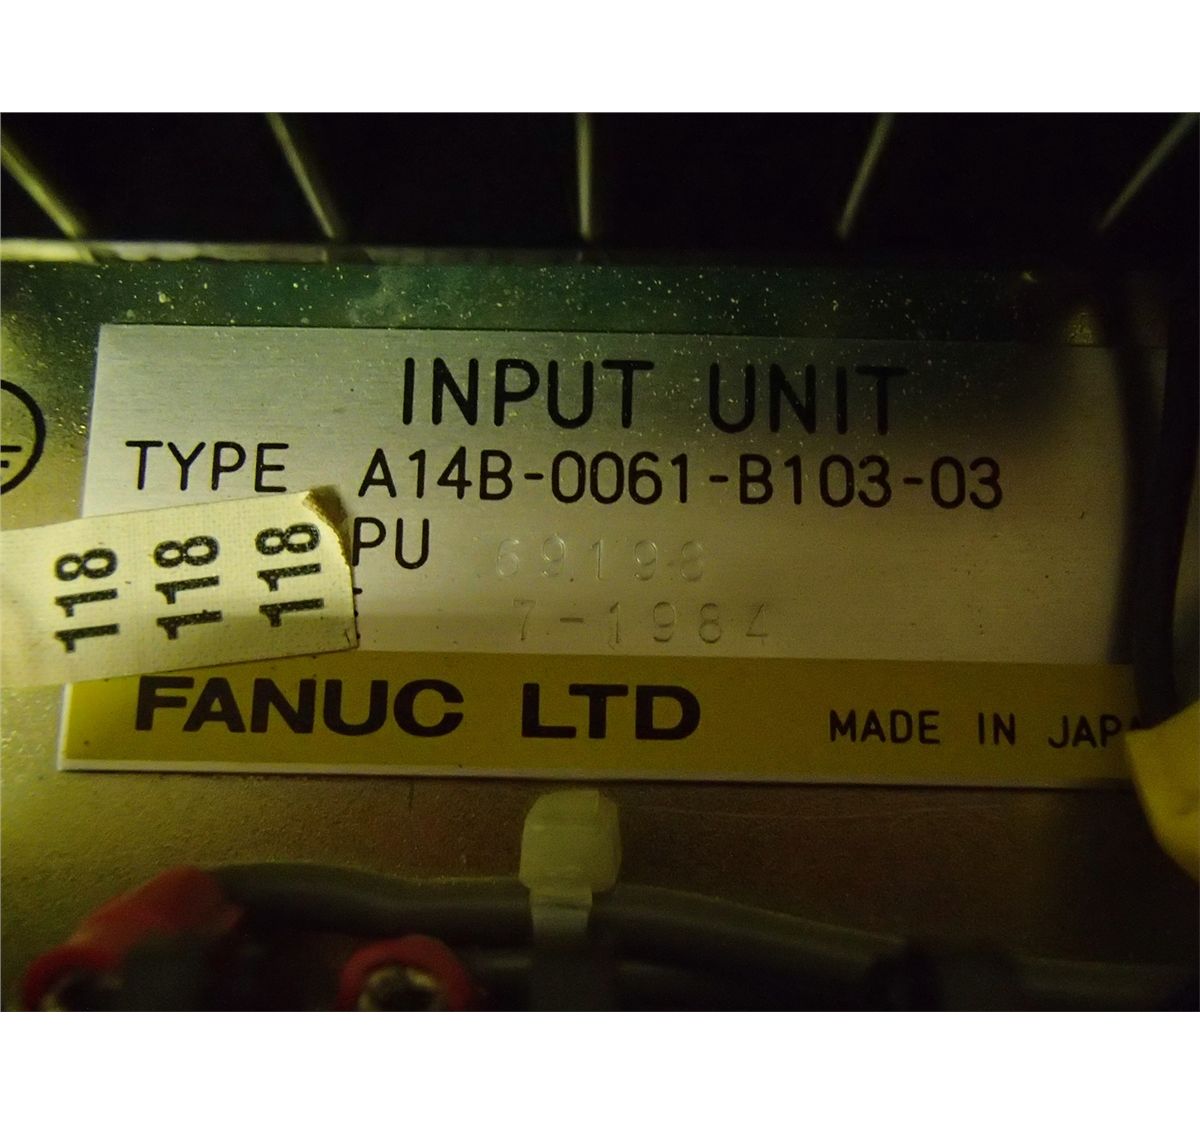 INPUT UNIT
TYPE A14B-0061-B103-03
PU 69198
7-1984
118
118
118
FANUC LTD MADE IN JAPA